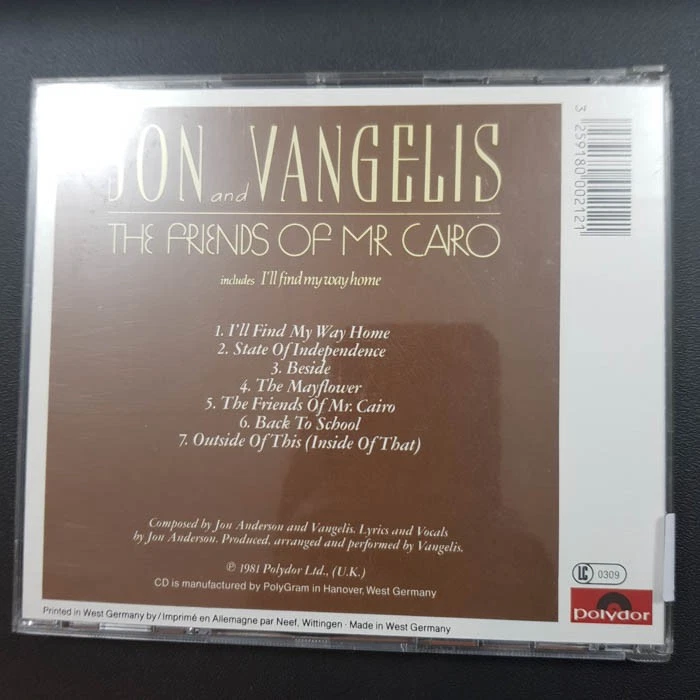 JON and VANGELIS
THE FRIENDS OF MR CAIRO
includes I'll find my way home
1. I'll Find My Way Home
2. State Of Independence
3. Beside
4. The Mayflower
5. The Friends Of Mr. Cairo
6. Back To School
7. Outside Of This (Inside Of That)
Composed by Jon Anderson and Vangelis. Lyrics and Vocals
by Jon Anderson. Produced, arranged and performed by Vangelis.
℗ 1981 Polydor Ltd., (U.K.)
CD is manufactured by PolyGram in Hanover, West Germany
Printed in West Germany by / Imprimé en Allemagne par Neef, Wittingen · Made in West Germany
3 259180 002121
LC 0309
polydor